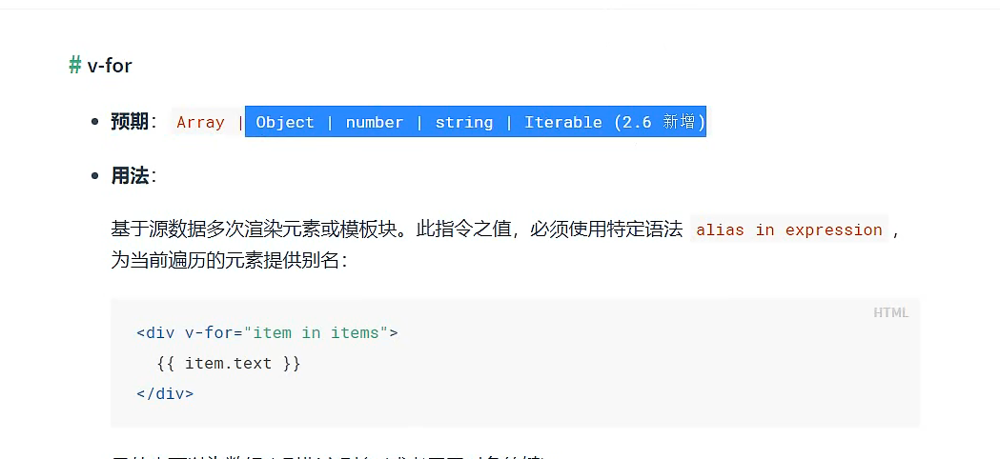 # v-for
预期： Array | Object | number | string | Iterable (2.6 新增)
用法：
基于源数据多次渲染元素或模板块。此指令之值，必须使用特定语法 alias in expression ，
为当前遍历的元素提供别名：
HTML
<div v-for="item in items">
{{ item.text }}
</div>